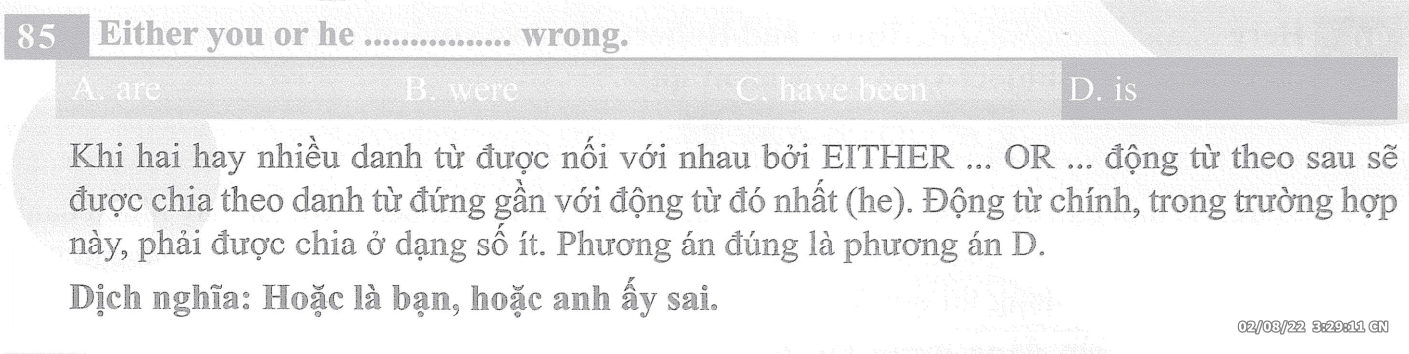 85 Either you or he ................ wrong.
A. are B. were C. have been D. is
Khi hai hay nhiều danh từ được nối với nhau bởi EITHER ... OR ... động từ theo sau sẽ
được chia theo danh từ đứng gần với động từ đó nhất (he). Động từ chính, trong trường hợp
này, phải được chia ở dạng số ít. Phương án đúng là phương án D.
Dịch nghĩa: Hoặc là bạn, hoặc anh ấy sai.
02/08/22 3:29:11 CN